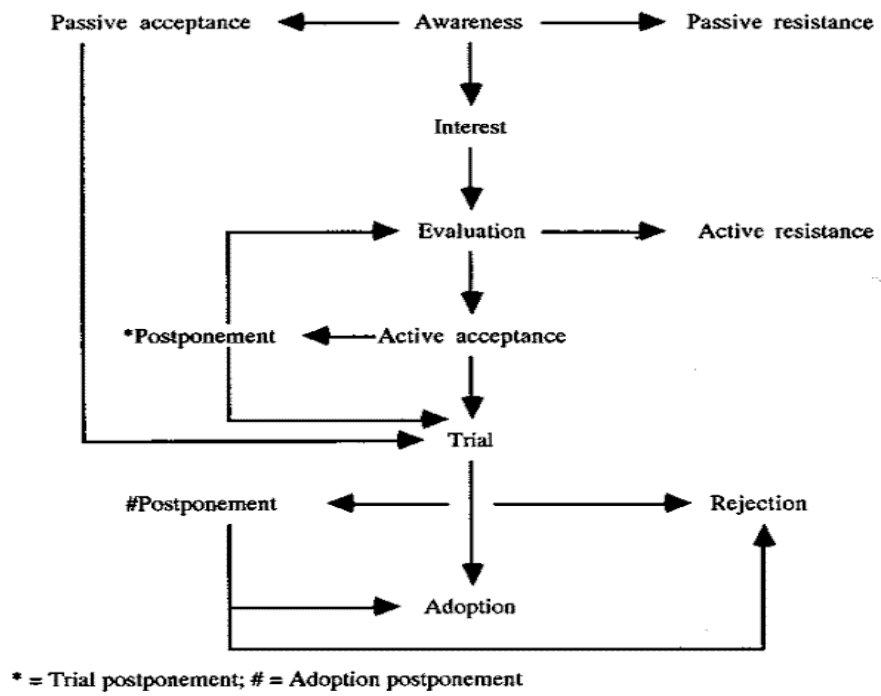 Passive acceptance Awareness Passive resistance
Interest
Evaluation Active resistance
*Postponement Active acceptance
Trial
#Postponement Rejection
Adoption
* = Trial postponement; # = Adoption postponement